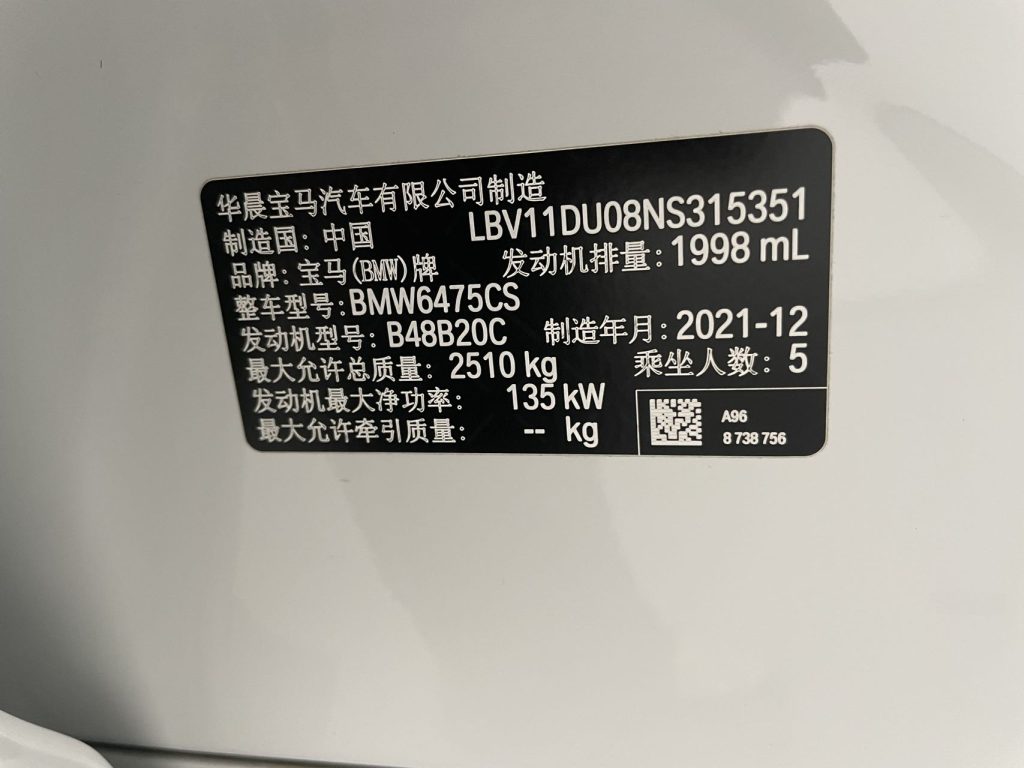 华晨宝马汽车有限公司制造
制造国: 中国 LBV11DU08NS315351
品牌: 宝马(BMW)牌 发动机排量: 1998 mL
整车型号: BMW6475CS
发动机型号: B48B20C 制造年月: 2021-12
最大允许总质量: 2510 kg 乘坐人数: 5
发动机最大净功率: 135 kW
最大允许牵引质量: -- kg
A96
8 738 756